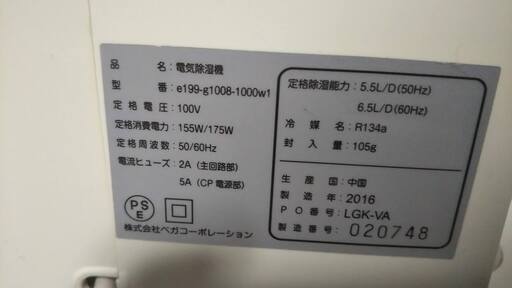 品名：電気除湿機
型番：e199-g1008-1000w1
定格電圧：100V
定格消費電力：155W/175W
定格周波数：50/60Hz
電流ヒューズ：2A（主回路部）
5A（CP電源部）
PSE
株式会社ベガコーポレーション
定格除湿能力：5.5L/D(50Hz)
6.5L/D(60Hz)
冷媒名：R134a
封入量：105g
生産国：中国
製造年：2016
PO番号：LGK-VA
製造番号：020748